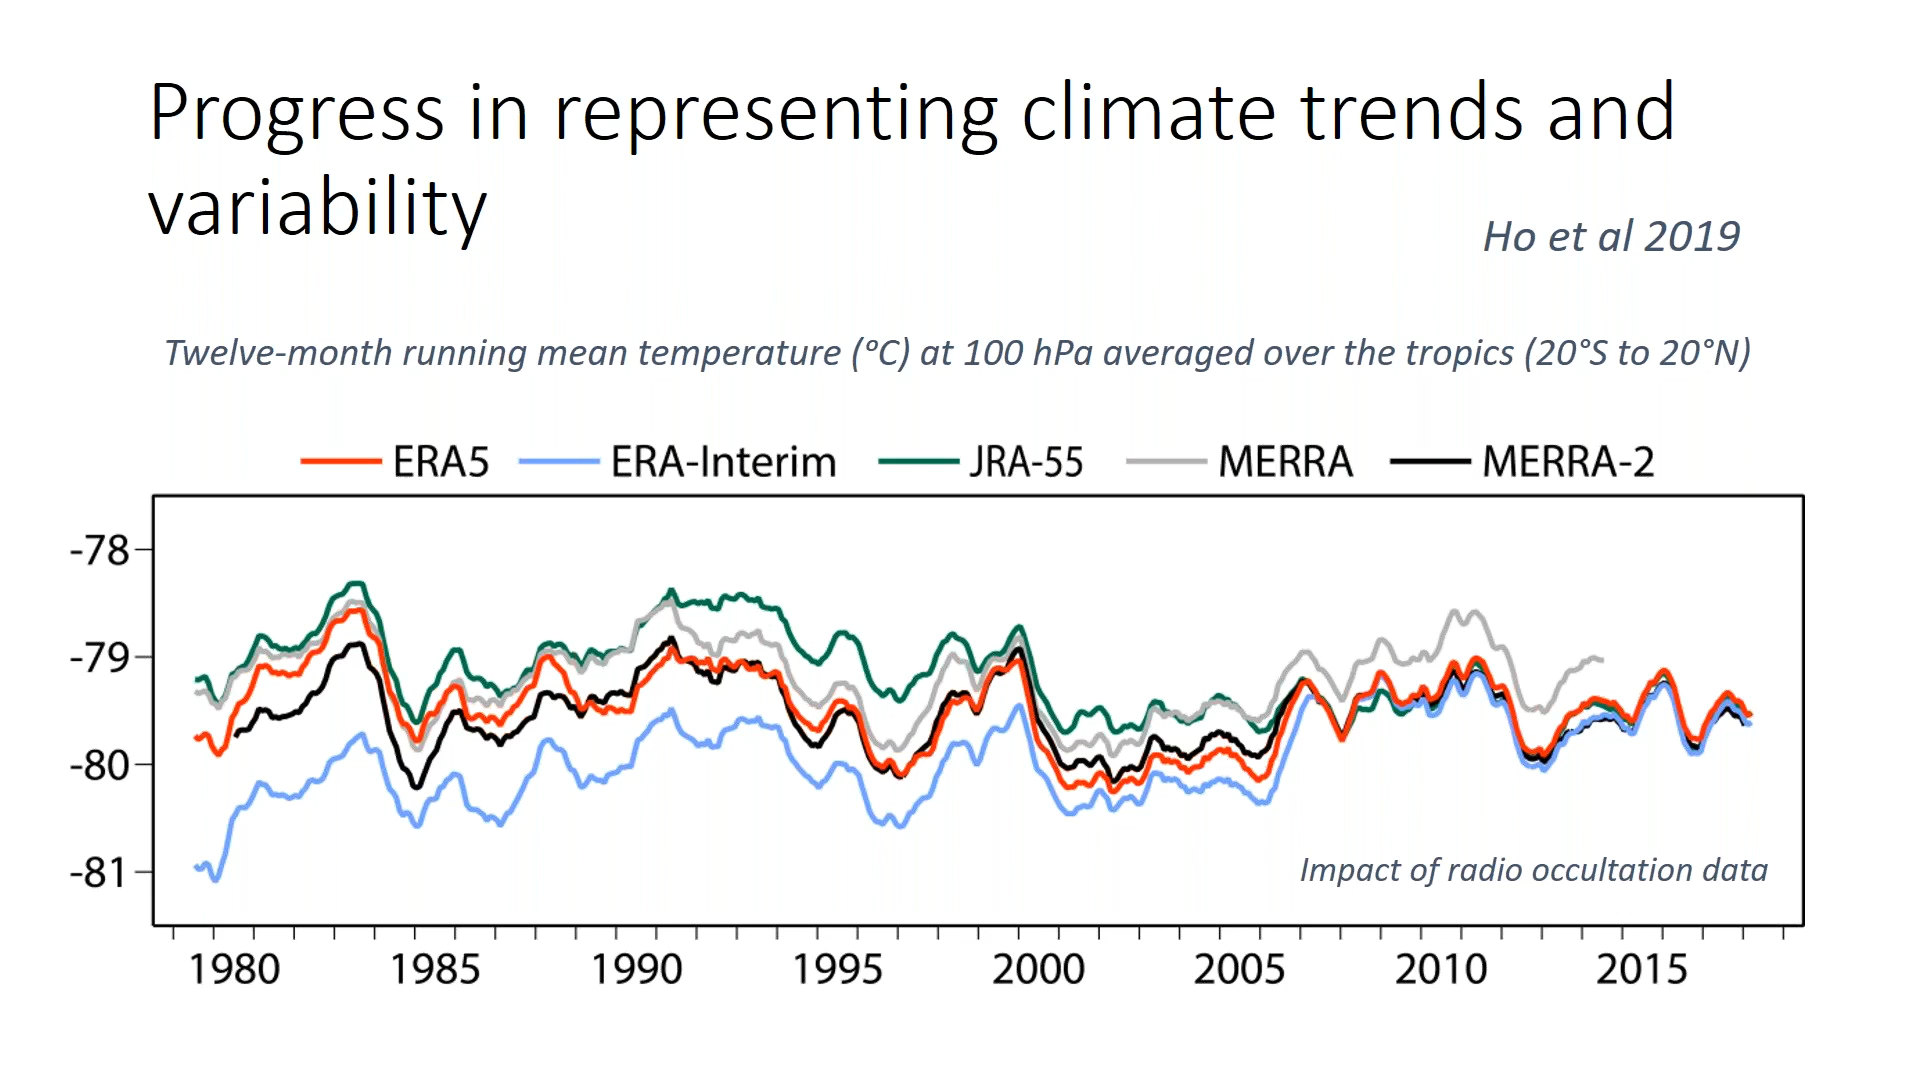 Progress in representing climate trends and
variability
Ho et al 2019
Twelve-month running mean temperature (°C) at 100 hPa averaged over the tropics (20°S to 20°N)
ERA5 ERA-Interim JRA-55 MERRA MERRA-2
-78
-79
-80
-81
Impact of radio occultation data
1980 1985 1990 1995 2000 2005 2010 2015